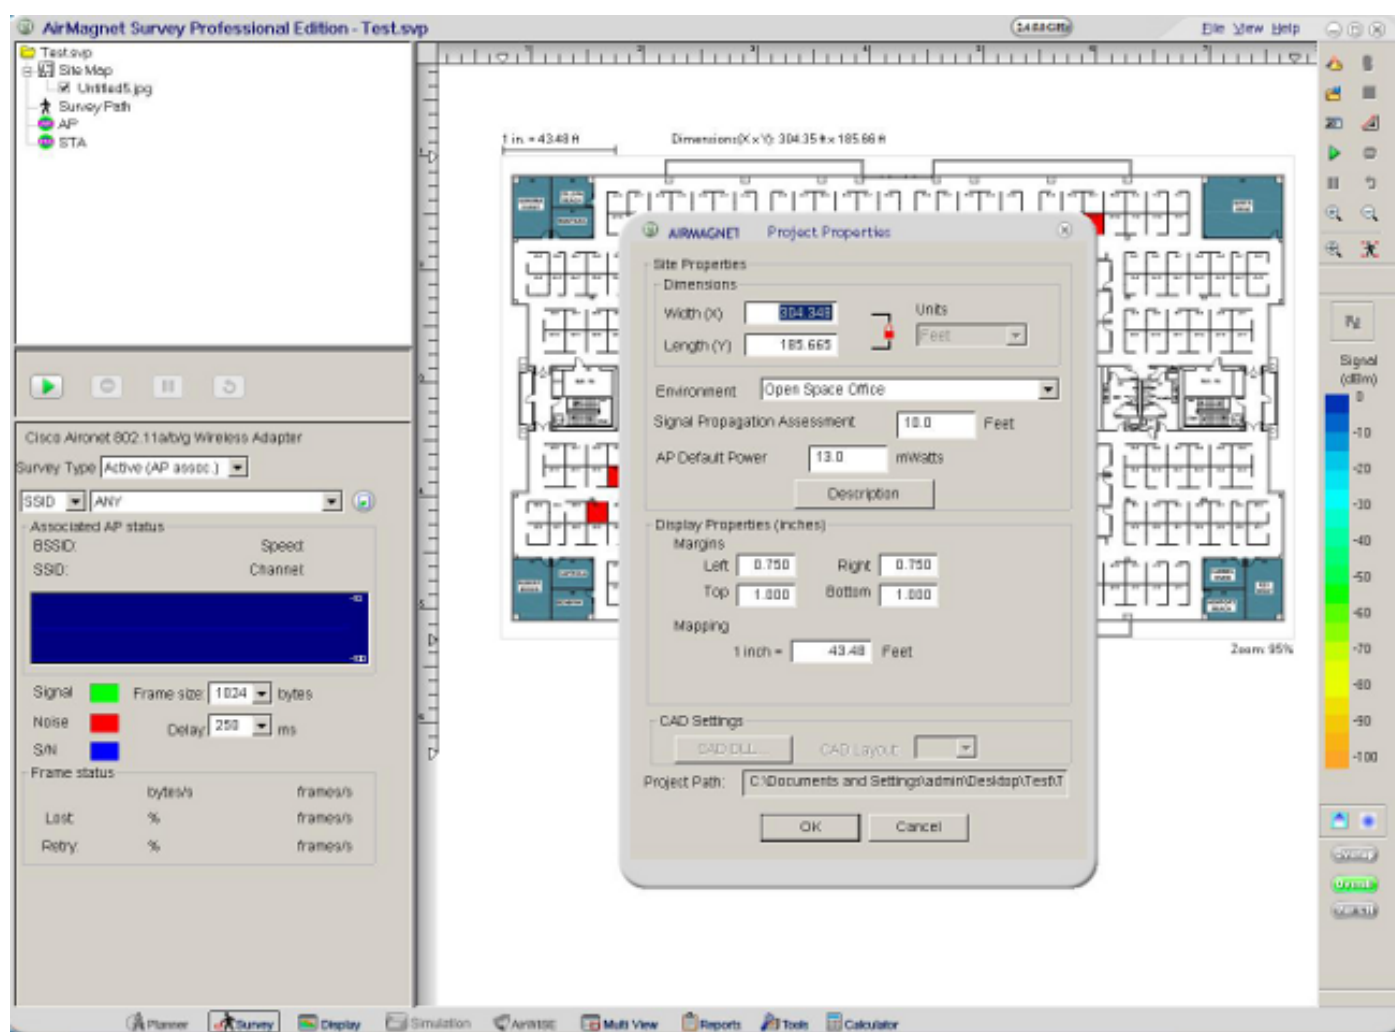 AirMagnet Survey Professional Edition - Test.svp
File View Help
Test.svp
Site Map
Untitled5.jpg
Survey Path
AP
STA
1 in. = 43.48 ft
Dimensions(X x Y): 304.35 ft x 185.66 ft
AIRMAGNET Project Properties
Site Properties
Dimensions
Width (X) 304.348
Units
Length (Y) 185.665
Feet
Environment Open Space Office
Signal Propagation Assessment 10.0 Feet
AP Default Power 13.0 mWatts
Description
Display Properties (inches)
Margins
Left 0.750 Right 0.750
Top 1.000 Bottom 1.000
Mapping
1 inch = 43.48 Feet
CAD Settings
CAD DLL... CAD Layout:
Project Path: C:\Documents and Settings\admin\Desktop\Test\T
OK Cancel
Zoom: 95%
Cisco Aironet 802.11a/b/g Wireless Adapter
Survey Type Active (AP assoc.)
SSID ANY
Associated AP status
BSSID: Speed:
SSID: Channel:
Signal Frame size: 1024 bytes
Noise Delay: 250 ms
S/N
Frame status
bytes/s frames/s
Lost: % frames/s
Retry: % frames/s
Signal
(dBm)
0
-10
-20
-30
-40
-50
-60
-70
-80
-90
-100
Planner Survey Display Simulation AirWISE Multi View Reports Tools Calculator